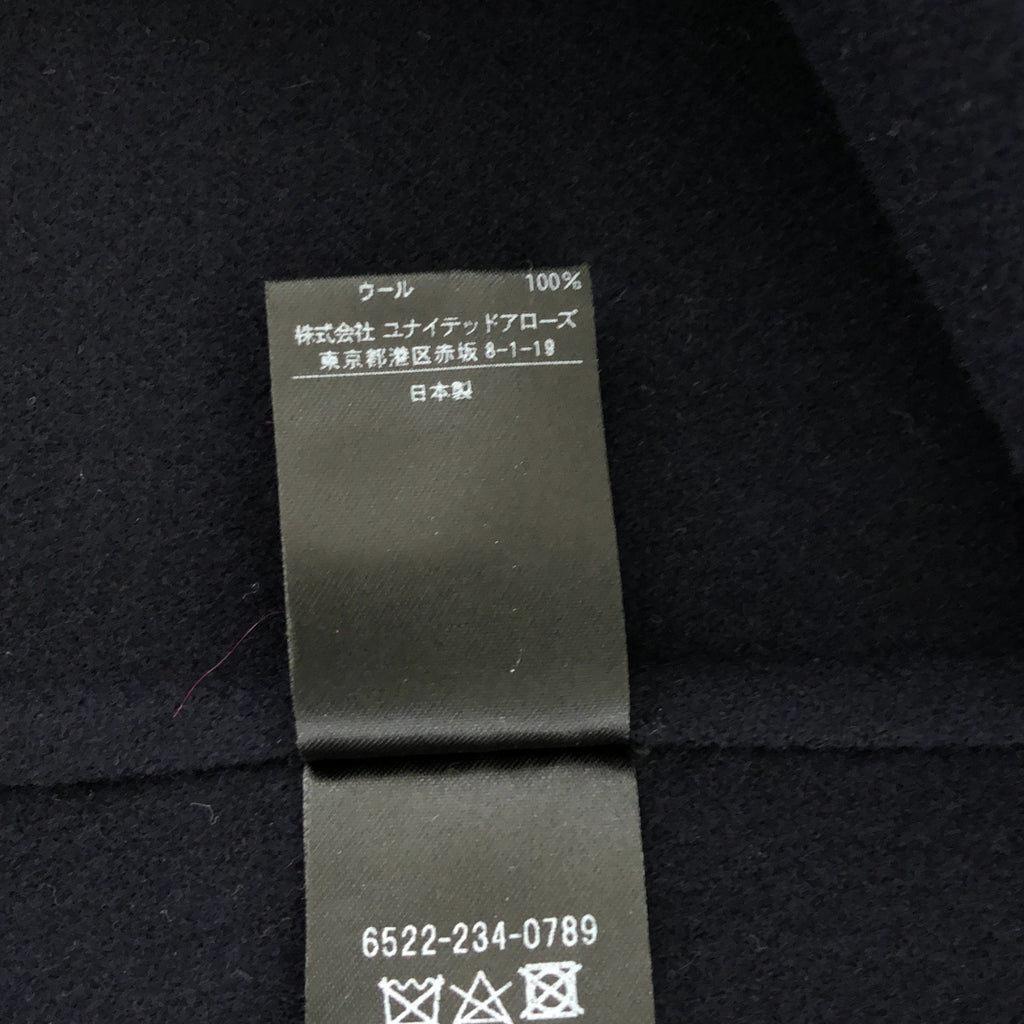 ウール 100%
株式会社 ユナイテッドアローズ
東京都港区赤坂 8-1-19
日本製
6522-234-0789